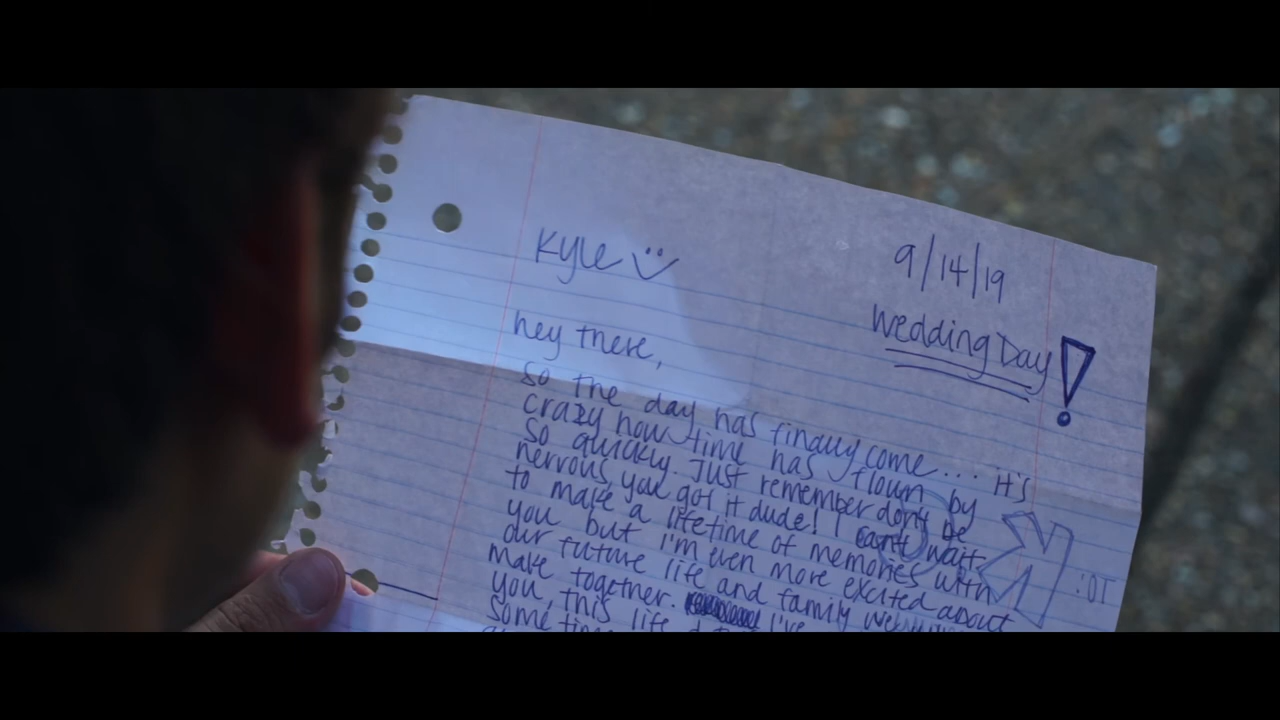 Kyle
9/14/19
Wedding Day!
hey there,
so the day has finally come... it's
crazy how time has flown by
so quickly. Just remember don't be
nervous, you got it dude! I can't wait
to make a lifetime of memories with
you but I'm even more excited about
our future life and family we
make together. I've
you, this life
some time